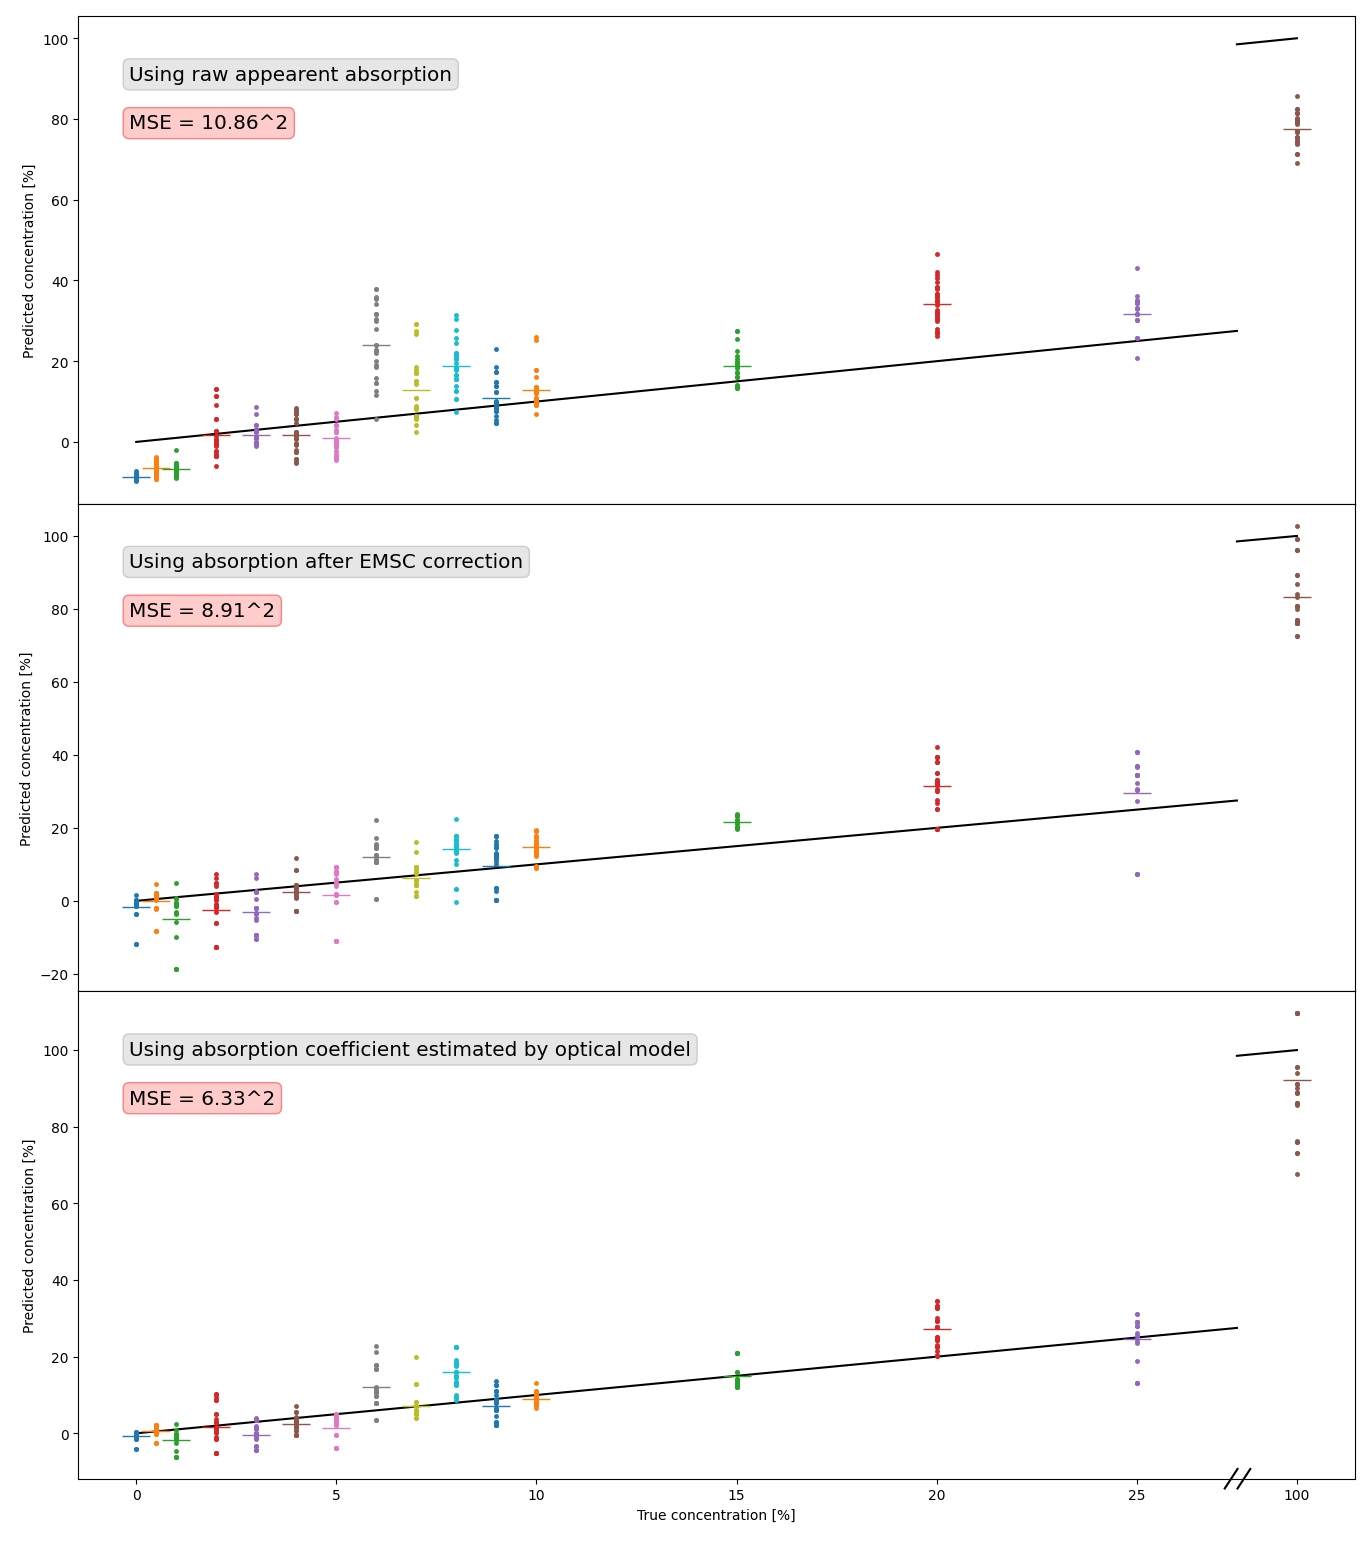 100
80
60
40
20
0
Predicted concentration [%]
Using raw appearent absorption
MSE = 10.86^2
100
80
60
40
20
0
−20
Predicted concentration [%]
Using absorption after EMSC correction
MSE = 8.91^2
100
80
60
40
20
0
Predicted concentration [%]
Using absorption coefficient estimated by optical model
MSE = 6.33^2
0 5 10 15 20 25 100
True concentration [%]